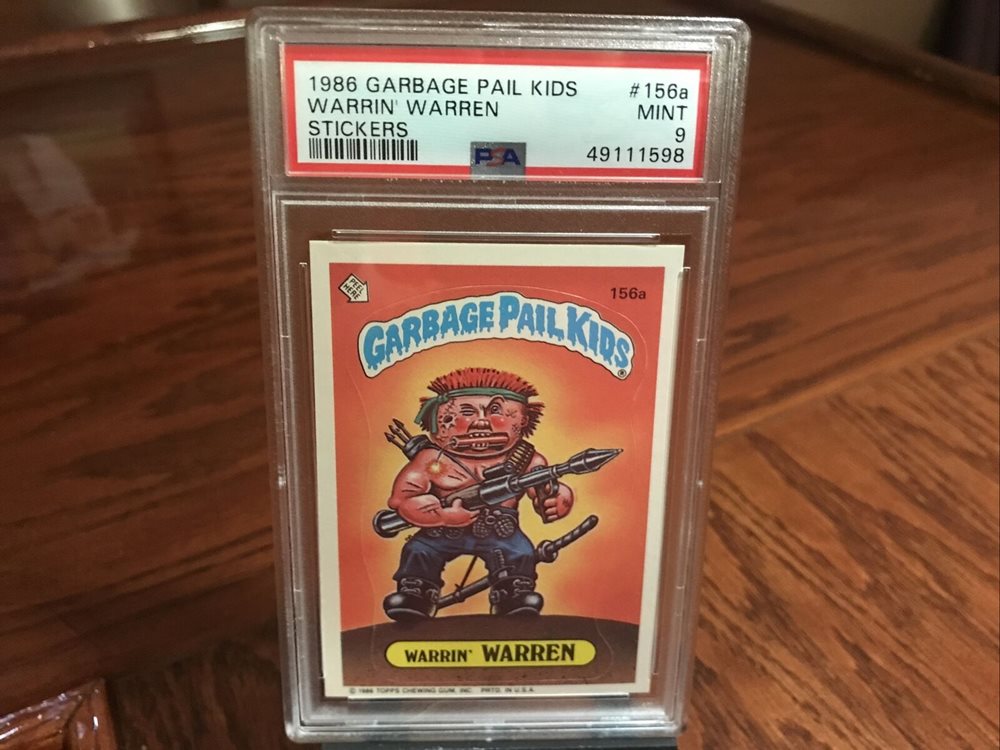 1986 GARBAGE PAIL KIDS #156a
WARRIN' WARREN MINT
STICKERS 9
PSA 49111598
PEEL
HERE
156a
GARBAGE PAIL KIDS®
WARRIN' WARREN
© 1986 TOPPS CHEWING GUM, INC. PRTD. IN U.S.A.